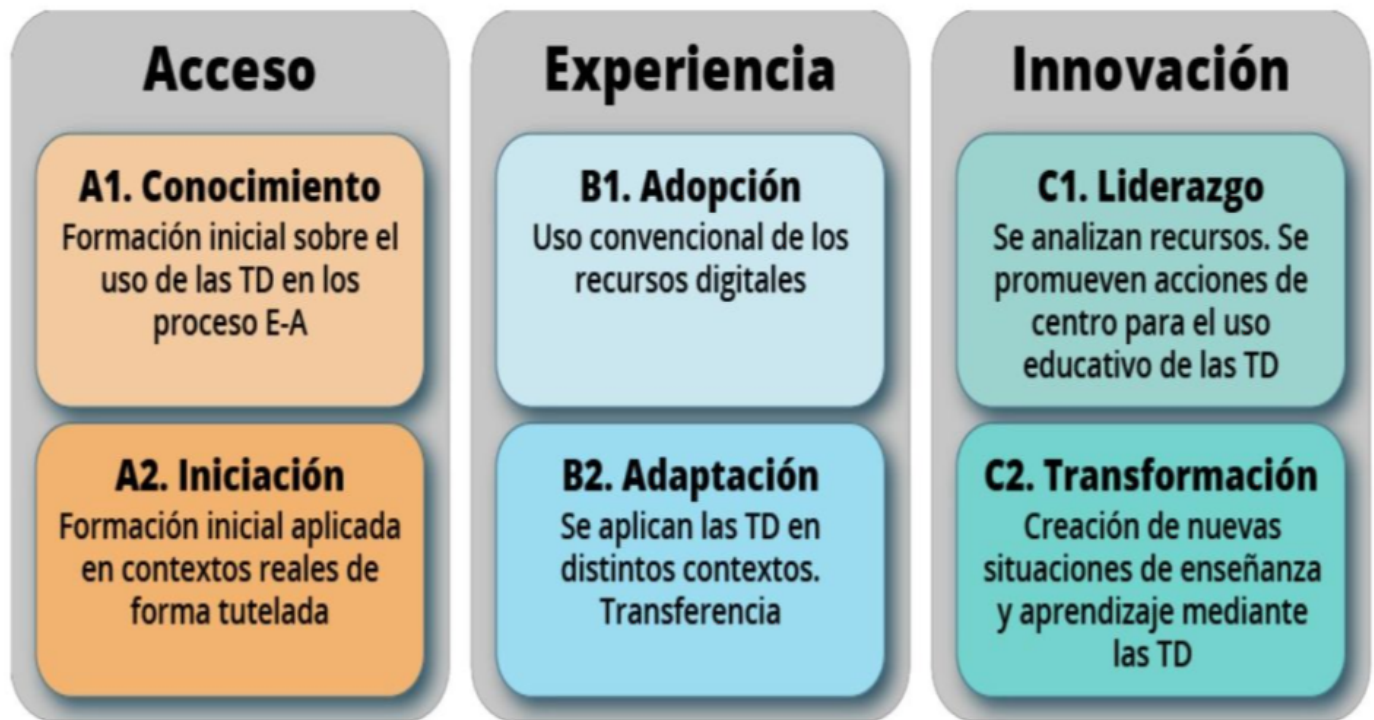 Acceso
A1. Conocimiento
Formación inicial sobre el
uso de las TD en los
proceso E-A
A2. Iniciación
Formación inicial aplicada
en contextos reales de
forma tutelada
Experiencia
B1. Adopción
Uso convencional de los
recursos digitales
B2. Adaptación
Se aplican las TD en
distintos contextos.
Transferencia
Innovación
C1. Liderazgo
Se analizan recursos. Se
promueven acciones de
centro para el uso
educativo de las TD
C2. Transformación
Creación de nuevas
situaciones de enseñanza
y aprendizaje mediante
las TD